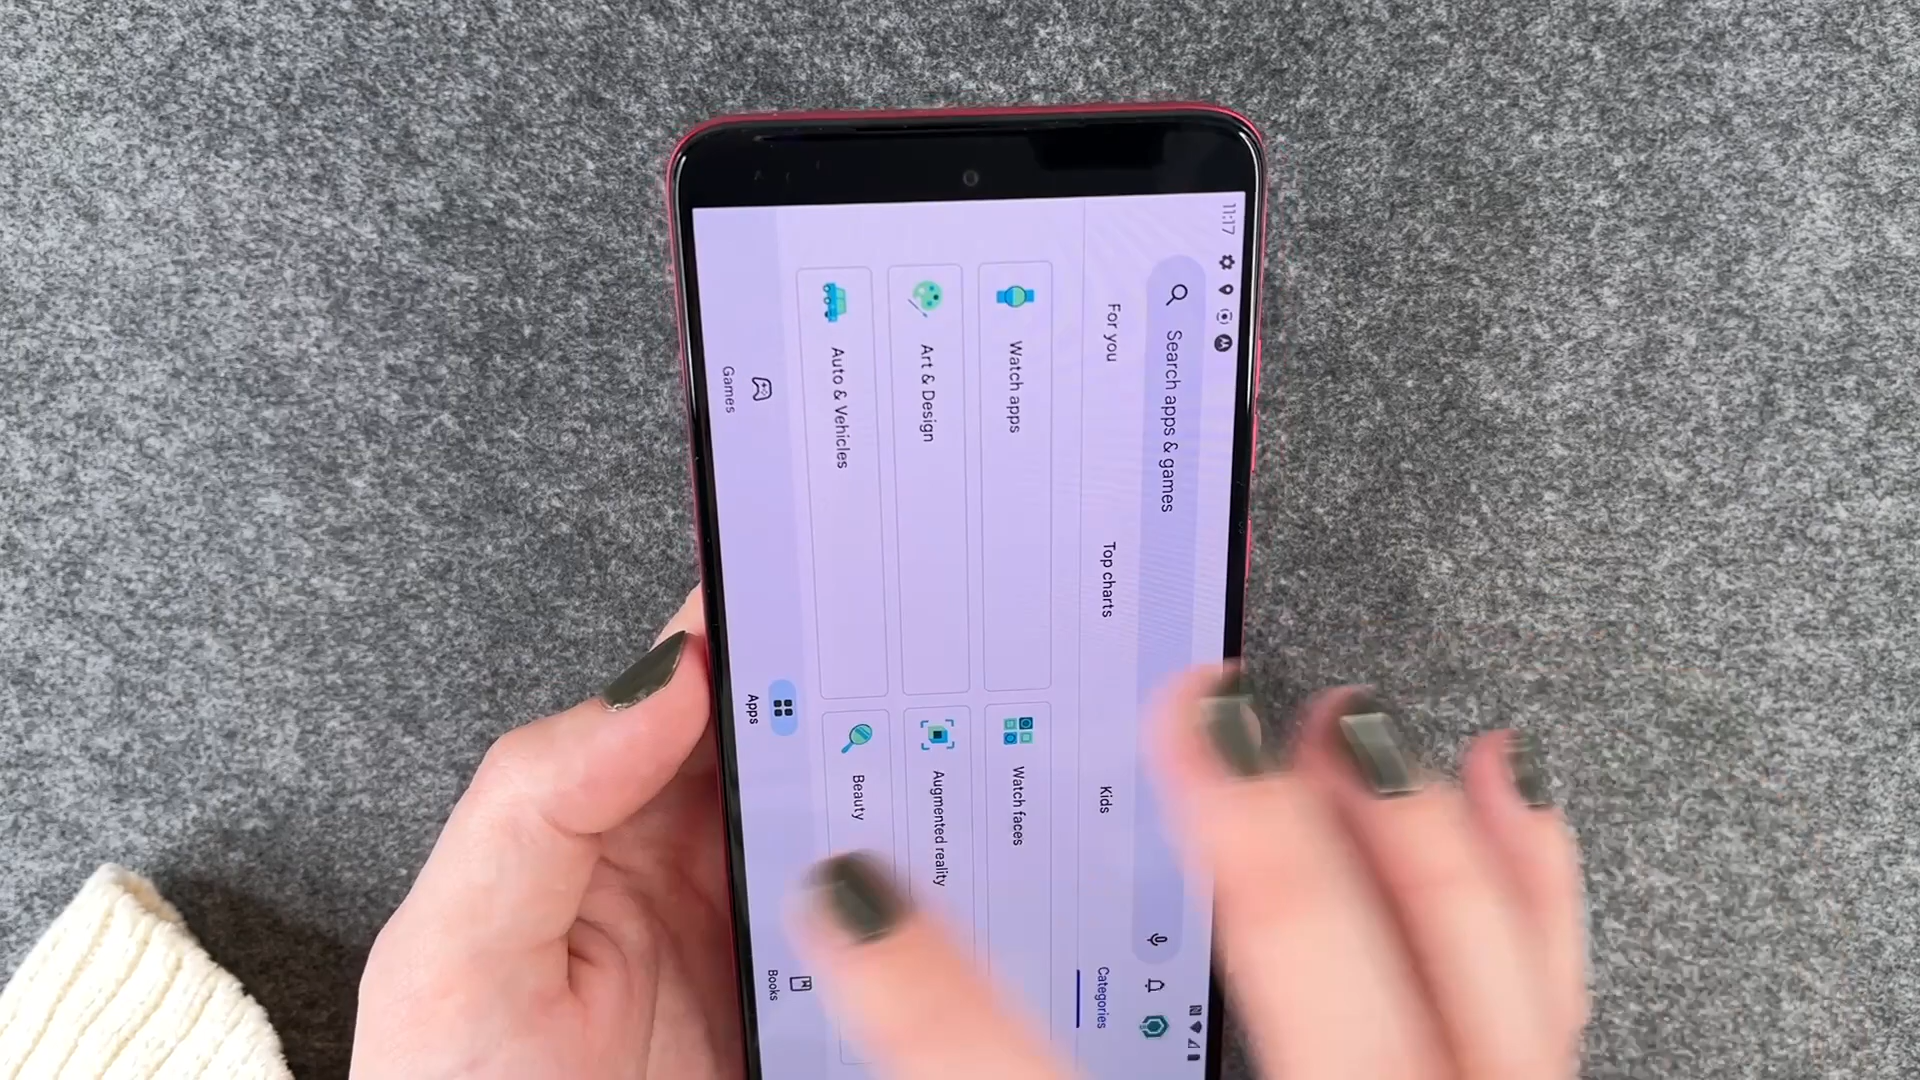 11:17
Search apps & games
For you
Top charts
Kids
Categories
Watch apps
Watch faces
Art & Design
Augmented reality
Auto & Vehicles
Beauty
Games
Apps
Books